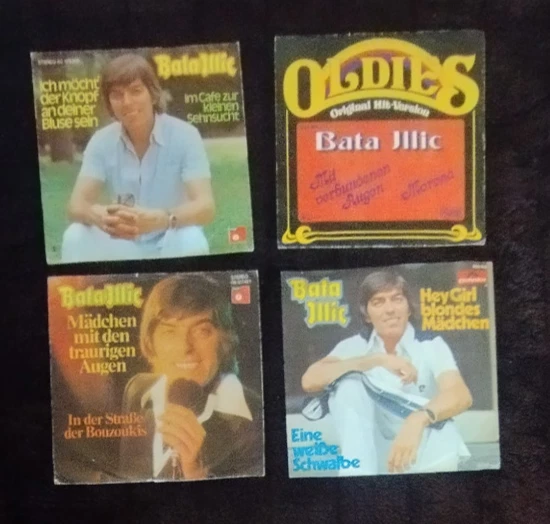 Bata Illic
Ich möcht'
der Knopf
an deiner
Bluse sein
Im Café zur
kleinen
Sehnsucht
OLDIES
Original Hit-Version
Bata Illic
Mit
verbundenen
Augen
Bata Illic
STEREO
Mädchen
mit den
traurigen
Augen
In der Straße
der Bouzoukis
Bata
Illic
Hey Girl
blondes
Mädchen
Eine
weiße
Schwalbe